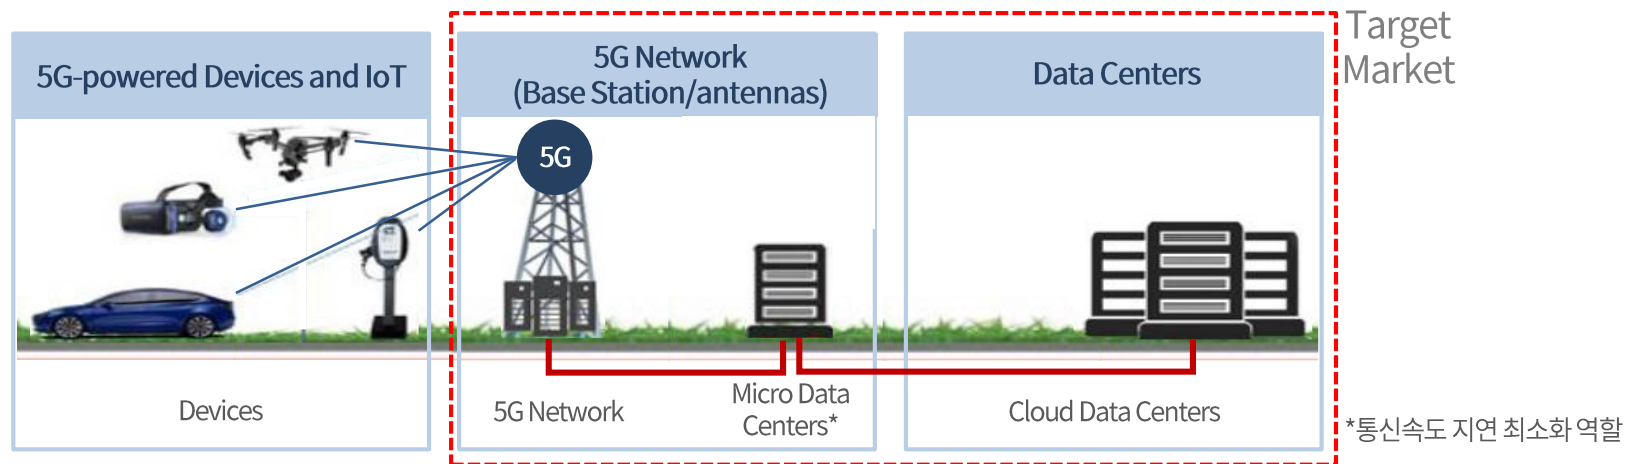 Target
Market
5G-powered Devices and IoT
5G Network
(Base Station/antennas)
Data Centers
5G
Devices
5G Network
Micro Data
Centers*
Cloud Data Centers
*통신속도 지연 최소화 역할